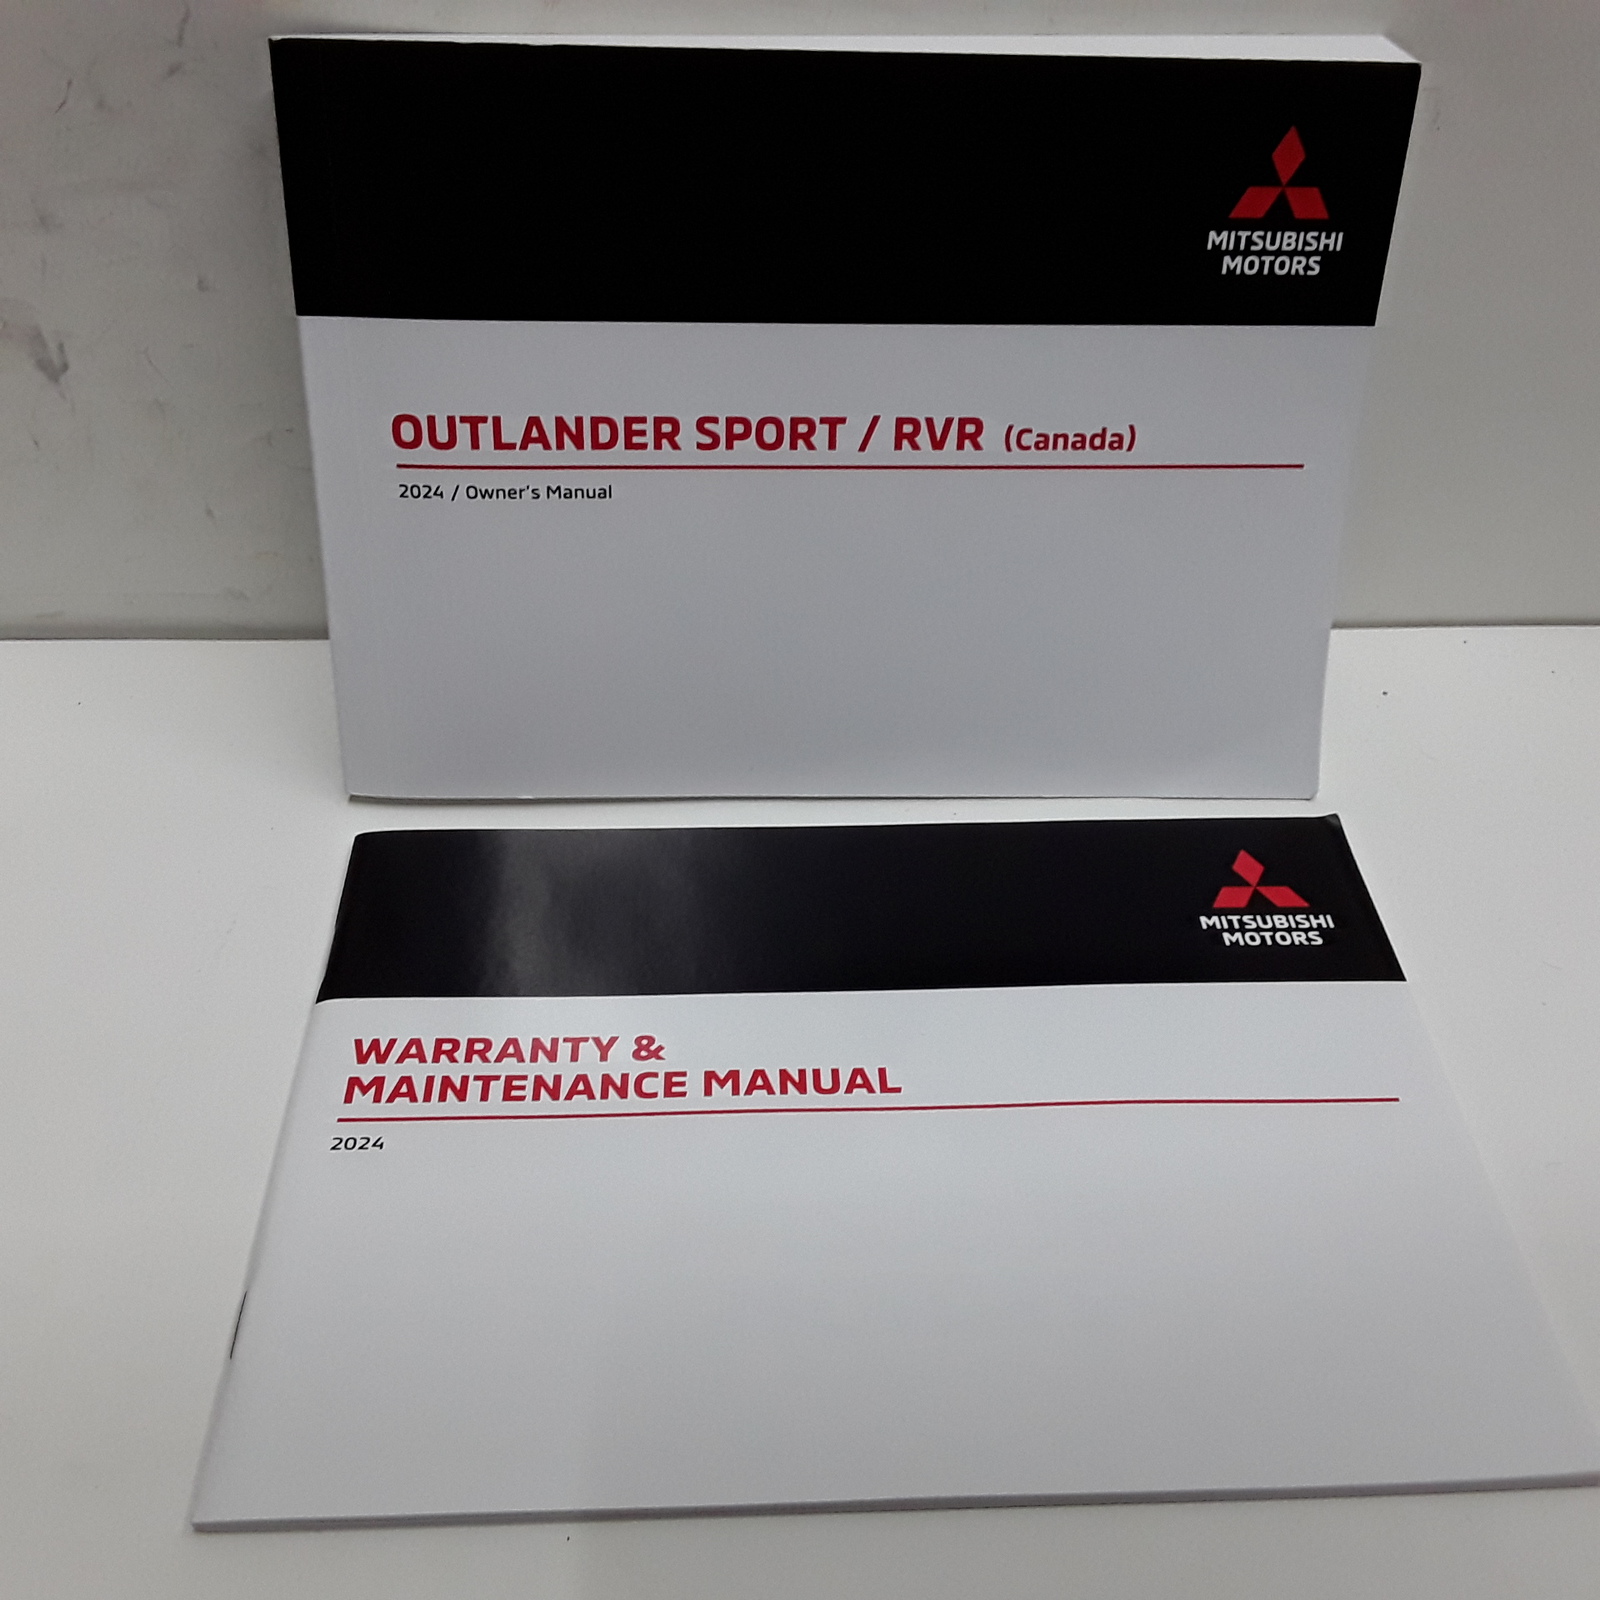 MITSUBISHI
MOTORS
OUTLANDER SPORT / RVR (Canada)
2024 / Owner's Manual
MITSUBISHI
MOTORS
WARRANTY &
MAINTENANCE MANUAL
2024